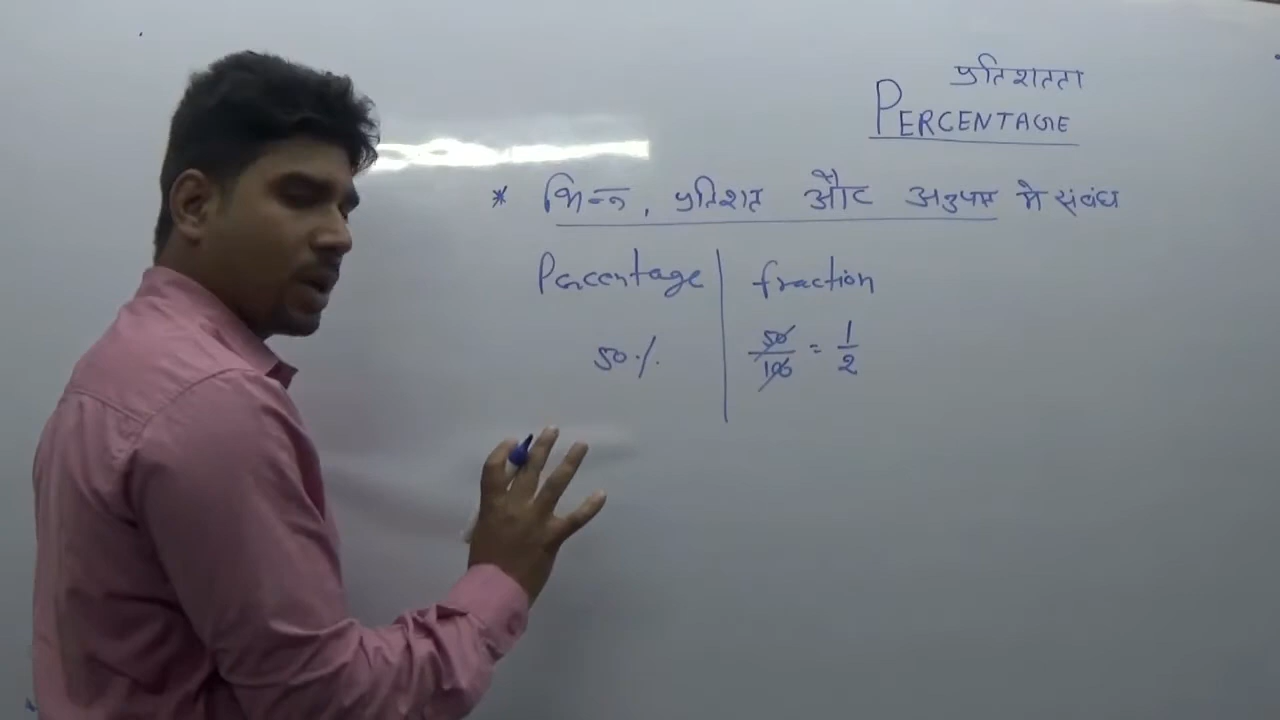 प्रतिशतता
PERCENTAGE
* भिन्न, प्रतिशत और अनुपात मे संबंध
Percentage | fraction
50% | 50/100 = 1/2